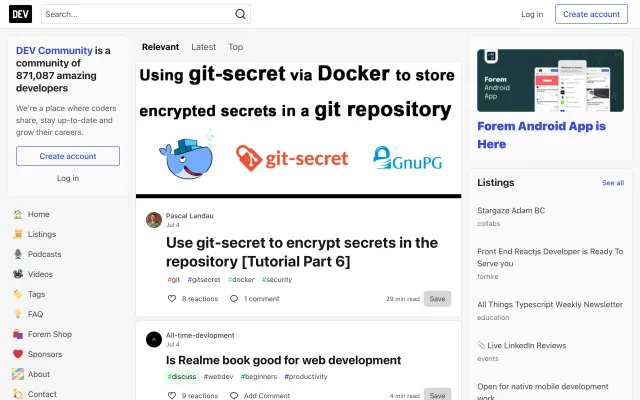 DEV
Search...
Log in
Create account
DEV Community is a
community of
871,087 amazing
developers
We're a place where coders
share, stay up-to-date and
grow their careers.
Create account
Log in
Home
Listings
Podcasts
Videos
Tags
FAQ
Forem Shop
Sponsors
About
Contact
Relevant
Latest
Top
Using git-secret via Docker to store
encrypted secrets in a git repository
git-secret
GnuPG
Pascal Landau
Jul 4
Use git-secret to encrypt secrets in the
repository [Tutorial Part 6]
#git #gitsecret #docker #security
8 reactions
1 comment
29 min read
Save
All-time-devlopment
Jul 4
Is Realme book good for web development
#discuss #webdev #beginners #productivity
9 reactions
Add Comment
4 min read
Save
Forem
Android
App
Forem Android App is
Here
Listings
See all
Stargaze Adam BC
collabs
Front End Reactjs Developer is Ready To
Serve you
forhire
All Things Typescript Weekly Newsletter
education
Live LinkedIn Reviews
events
Open for native mobile development
work